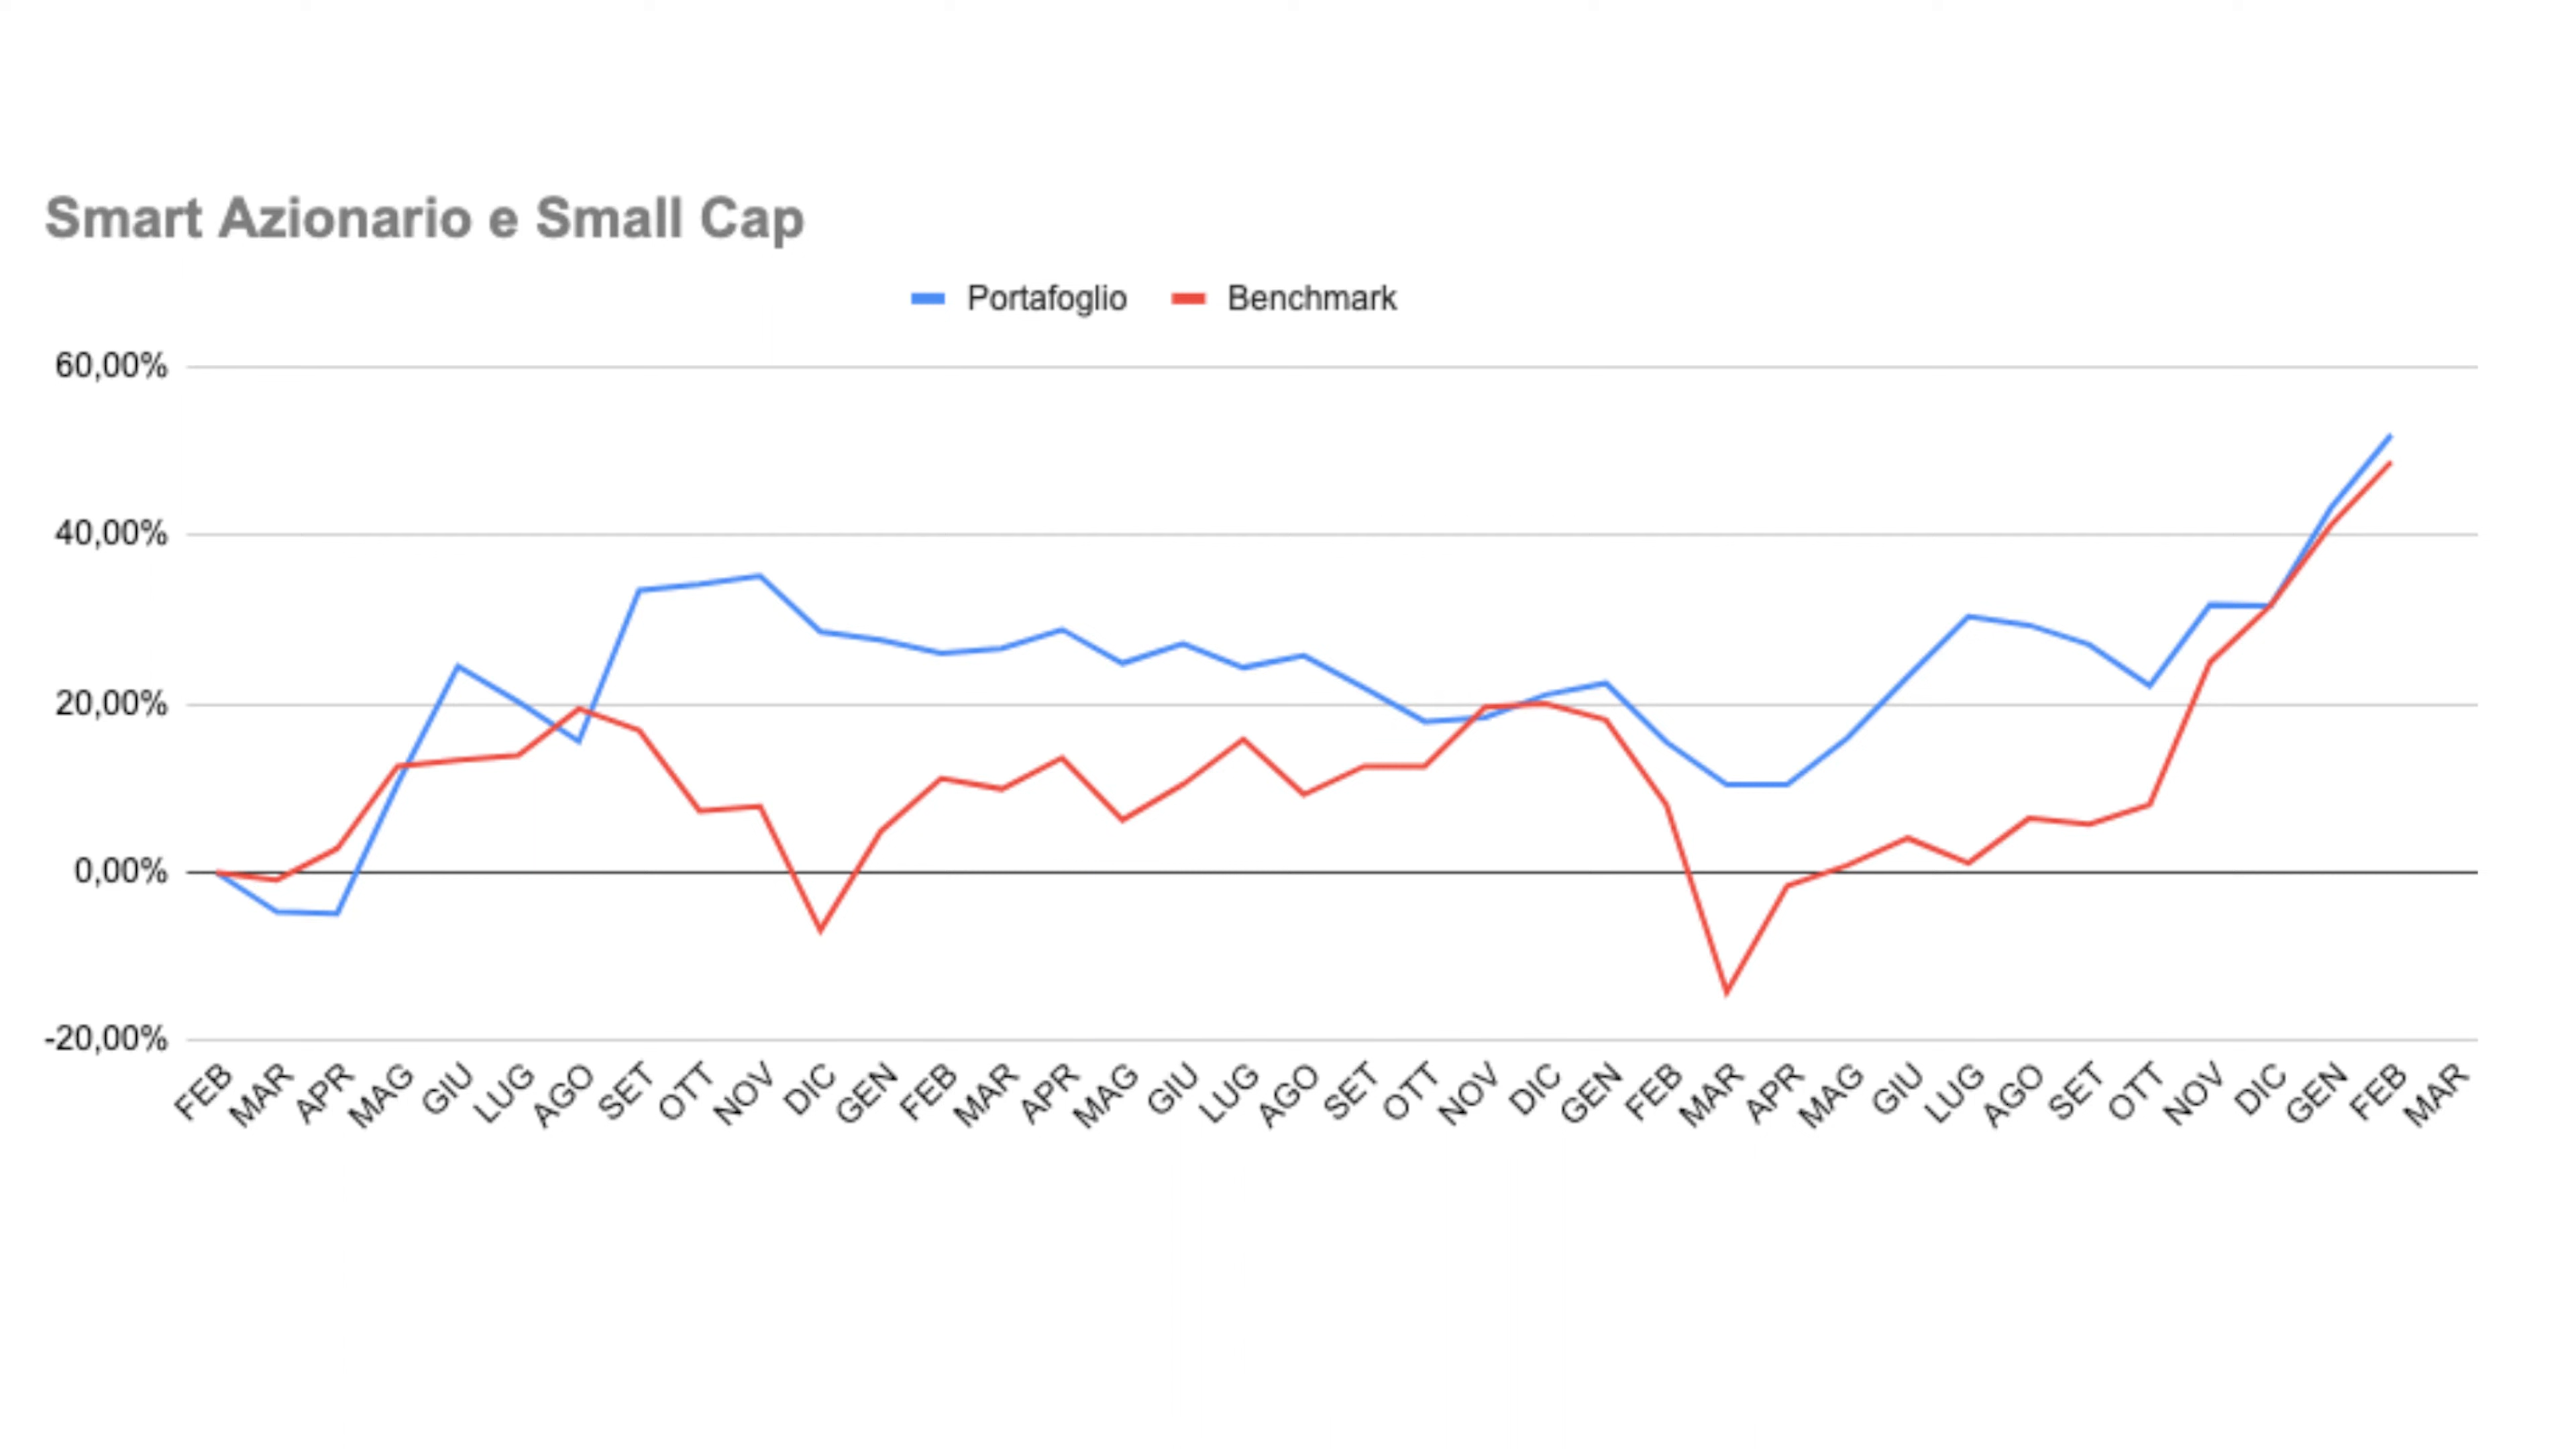 Smart Azionario e Small Cap
Portafoglio Benchmark
60,00%
40,00%
20,00%
0,00%
-20,00%
FEB MAR APR MAG GIU LUG AGO SET OTT NOV DIC GEN FEB MAR APR MAG GIU LUG AGO SET OTT NOV DIC GEN FEB MAR APR MAG GIU LUG AGO SET OTT NOV DIC GEN FEB MAR